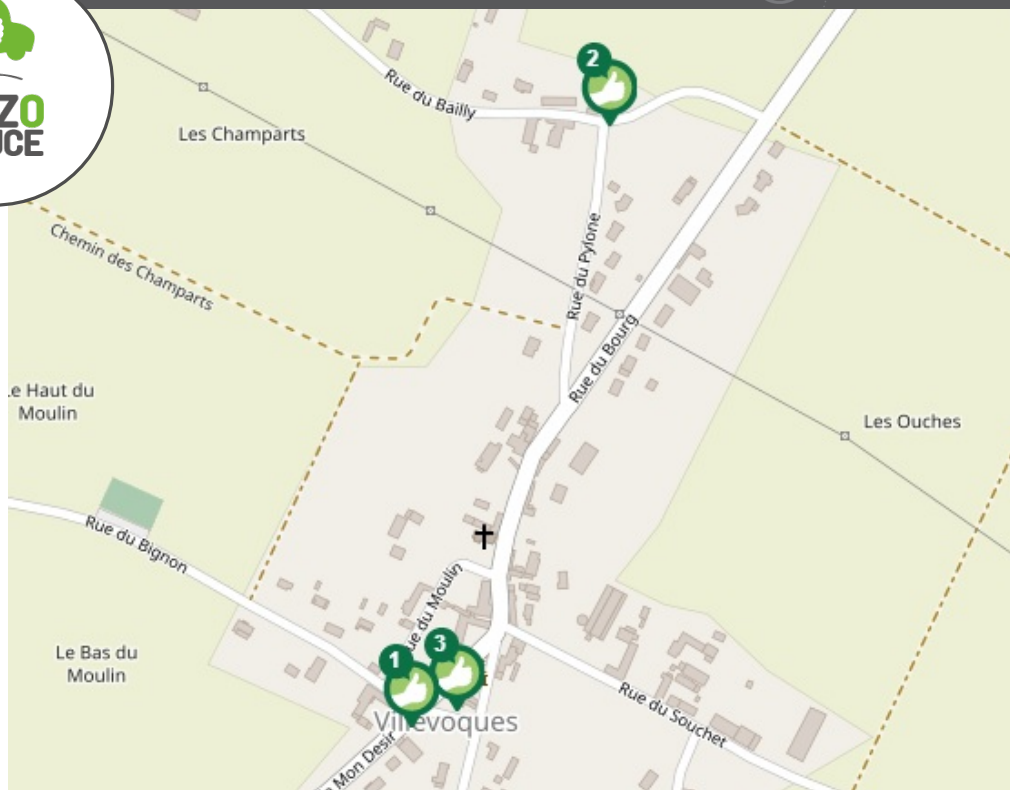 ZO
UCE
2
Rue du Bailly
Les Champarts
Chemin des Champarts
Rue du Pylone
Rue du Bourg
Le Haut du
Moulin
Les Ouches
Rue du Bignon
Rue du Moulin
Le Bas du
Moulin
1
3
Villevoques
Rue du Souchet
Mon Desir